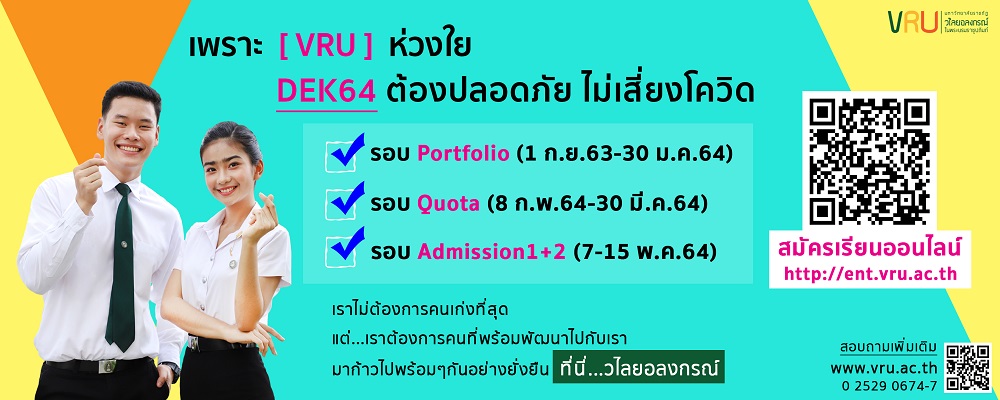 เพราะ [ VRU ] ห่วงใย
DEK64 ต้องปลอดภัย ไม่เสี่ยงโควิด
รอบ Portfolio (1 ก.ย.63-30 ม.ค.64)
รอบ Quota (8 ก.พ.64-30 มี.ค.64)
รอบ Admission1+2 (7-15 พ.ค.64)
เราไม่ต้องการคนเก่งที่สุด
แต่...เราต้องการคนที่พร้อมพัฒนาไปกับเรา
มาก้าวไปพร้อมๆกันอย่างยั่งยืน ที่นี่...วไลยอลงกรณ์
VRU
มหาวิทยาลัยราชภัฏ
วไลยอลงกรณ์
ในพระบรมราชูปถัมภ์
สมัครเรียนออนไลน์
http://ent.vru.ac.th
สอบถามเพิ่มเติม
www.vru.ac.th
0 2529 0674-7